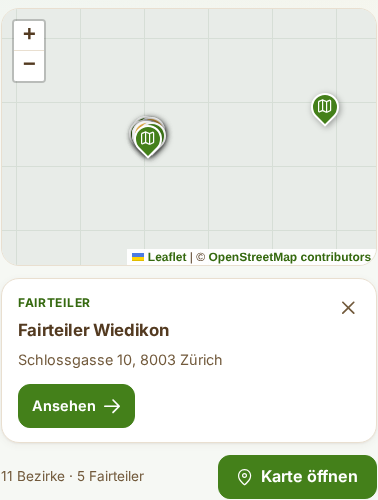 +
−
Leaflet | © OpenStreetMap contributors
FAIRTEILER
Fairteiler Wiedikon
Schlossgasse 10, 8003 Zürich
Ansehen →
11 Bezirke · 5 Fairteiler
Karte öffnen